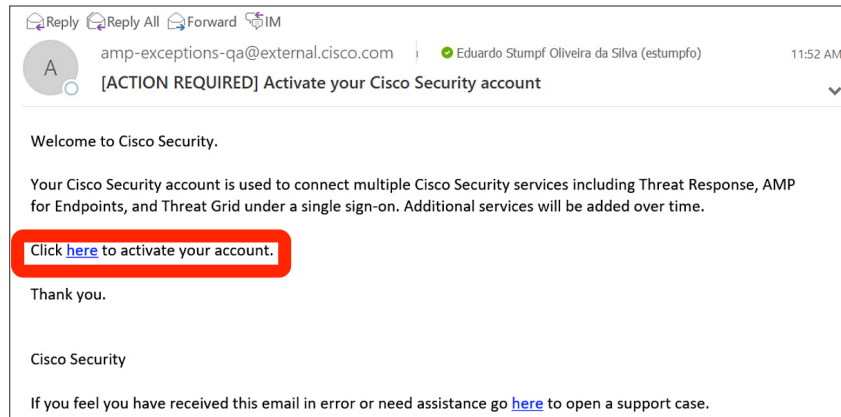 Reply Reply All Forward IM
A
amp-exceptions-qa@external.cisco.com Eduardo Stumpf Oliveira da Silva (estumpfo) 11:52 AM
[ACTION REQUIRED] Activate your Cisco Security account
Welcome to Cisco Security.
Your Cisco Security account is used to connect multiple Cisco Security services including Threat Response, AMP
for Endpoints, and Threat Grid under a single sign-on. Additional services will be added over time.
Click here to activate your account.
Thank you.
Cisco Security
If you feel you have received this email in error or need assistance go here to open a support case.